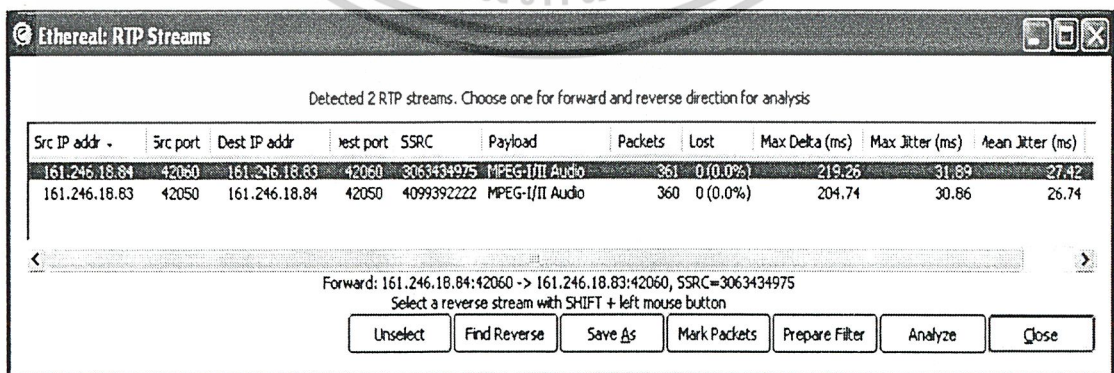 Ethereal: RTP Streams
Detected 2 RTP streams. Choose one for forward and reverse direction for analysis
Src IP addr Src port Dest IP addr Dest port SSRC Payload Packets Lost Max Delta (ms) Max Jitter (ms) Mean Jitter (ms)
161.246.18.84 42060 161.246.18.83 42060 3063434975 MPEG-I/II Audio 361 0 (0.0%) 219.26 31.89 27.42
161.246.18.83 42050 161.246.18.84 42050 4099392222 MPEG-I/II Audio 360 0 (0.0%) 204.74 30.86 26.74
Forward: 161.246.18.84:42060 -> 161.246.18.83:42060, SSRC=3063434975
Select a reverse stream with SHIFT + left mouse button
Unselect Find Reverse Save As Mark Packets Prepare Filter Analyze Close